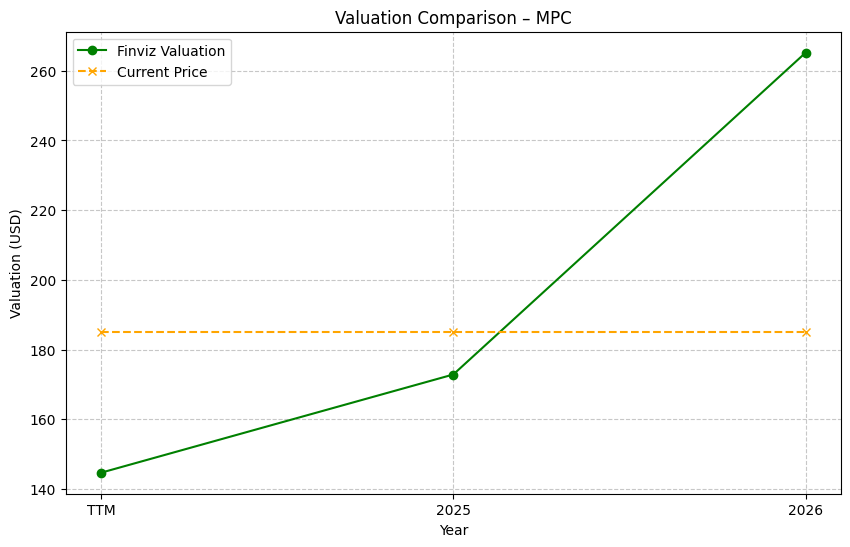 Valuation Comparison – MPC
Finviz Valuation
Current Price
Valuation (USD)
260
240
220
200
180
160
140
TTM
2025
2026
Year